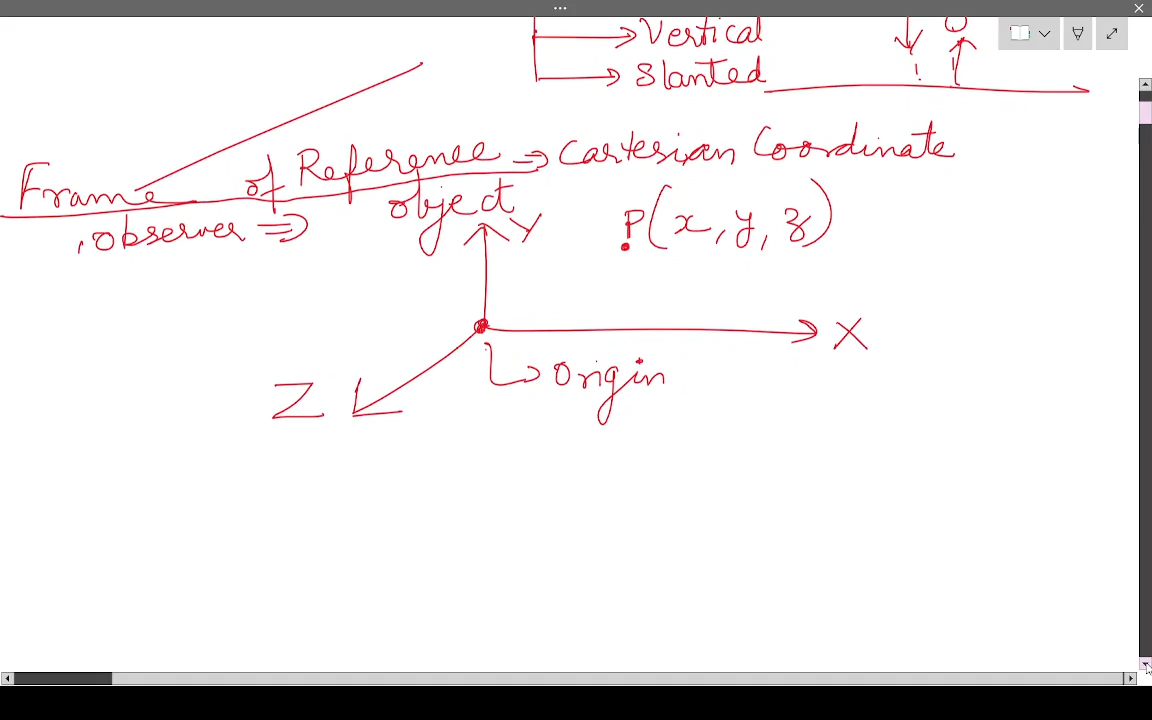 Vertical
Slanted
Frame of Reference => Cartesian Coordinate
observer => object
P(x, y, z)
Y
X
Origin
Z